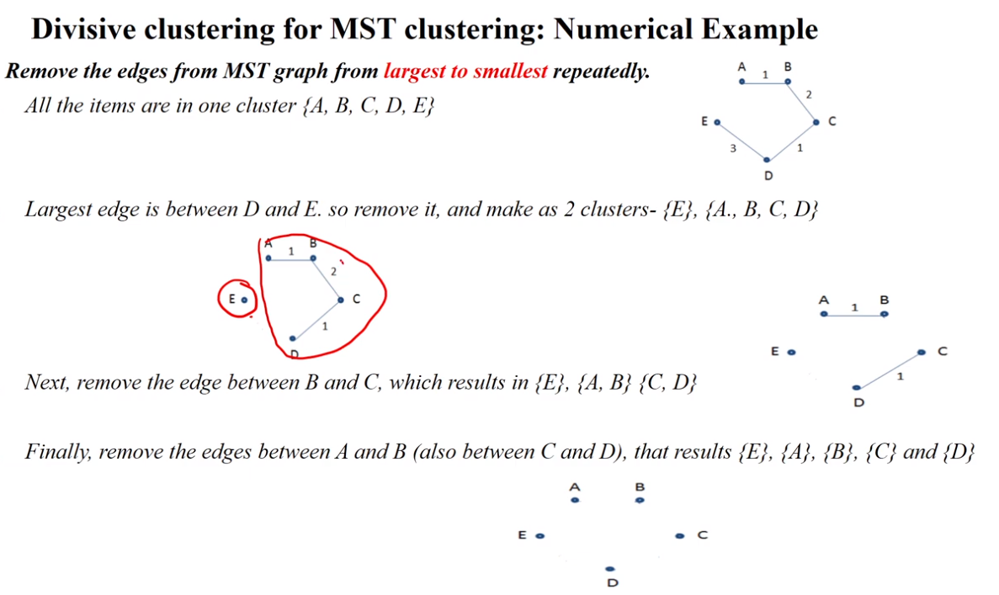 Divisive clustering for MST clustering: Numerical Example
Remove the edges from MST graph from largest to smallest repeatedly.
All the items are in one cluster {A, B, C, D, E}
A 1 B
2
E C
3 1
D
Largest edge is between D and E. so remove it, and make as 2 clusters- {E}, {A., B, C, D}
A 1 B
2
E C
1
D
A 1 B
E C
1
D
Next, remove the edge between B and C, which results in {E}, {A, B} {C, D}
Finally, remove the edges between A and B (also between C and D), that results {E}, {A}, {B}, {C} and {D}
A B
E C
D